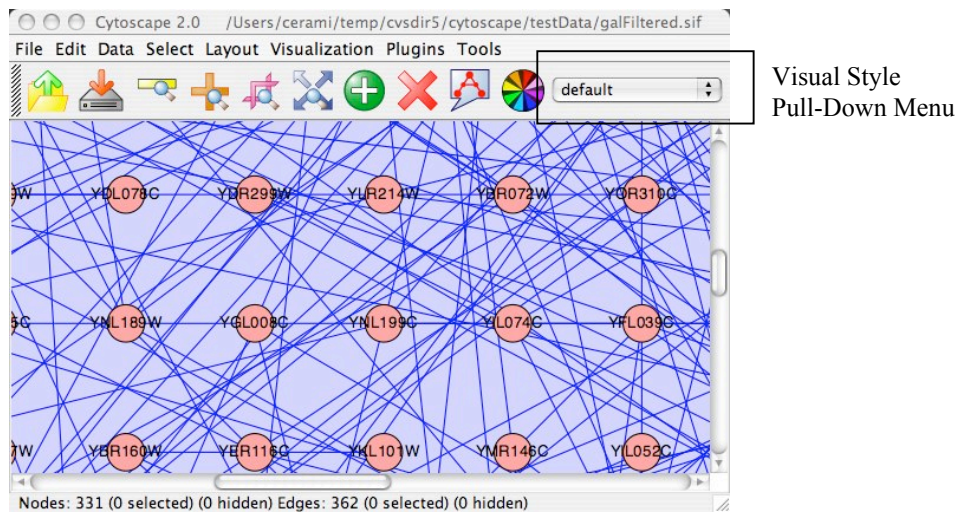 Cytoscape 2.0 /Users/cerami/temp/cvsdir5/cytoscape/testData/galFiltered.sif
File Edit Data Select Layout Visualization Plugins Tools
default
Visual Style
Pull-Down Menu
YDL078C YDR299W YLR214W YBR072W YOR310C
YNL189W YGL008C YNL199C YIL074C YFL039C
YBR160W YER116C YKL101W YMR146C YIL052C
Nodes: 331 (0 selected) (0 hidden) Edges: 362 (0 selected) (0 hidden)